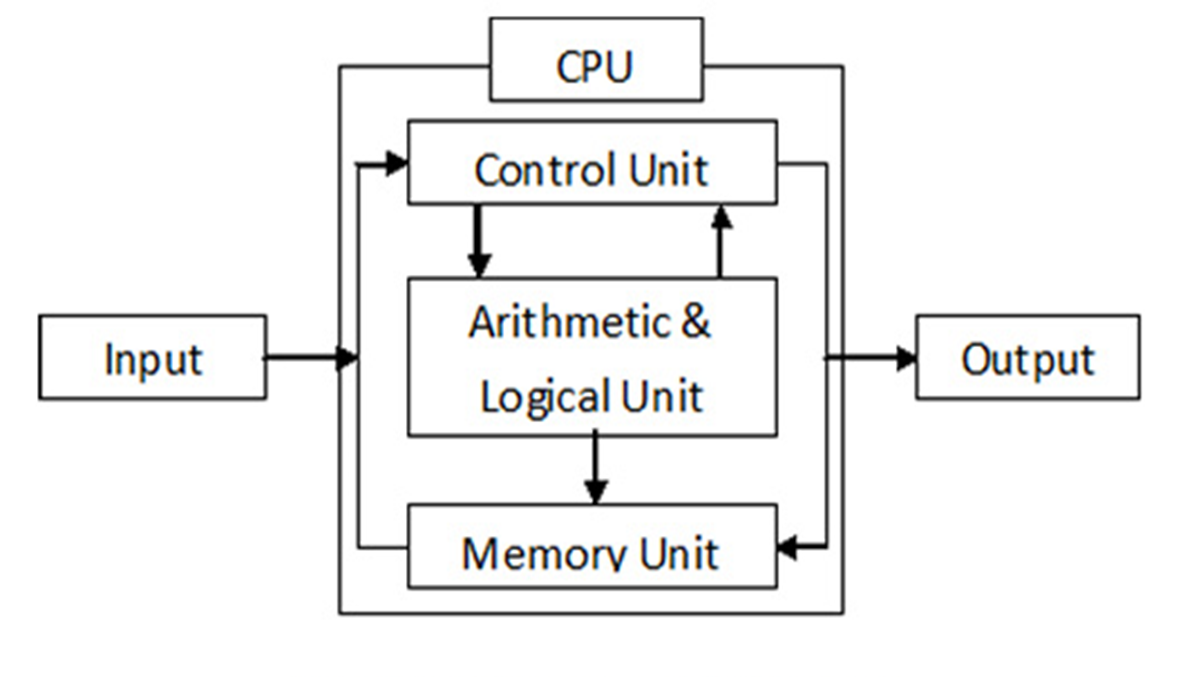 CPU
Control Unit
Arithmetic &
Logical Unit
Input
Output
Memory Unit